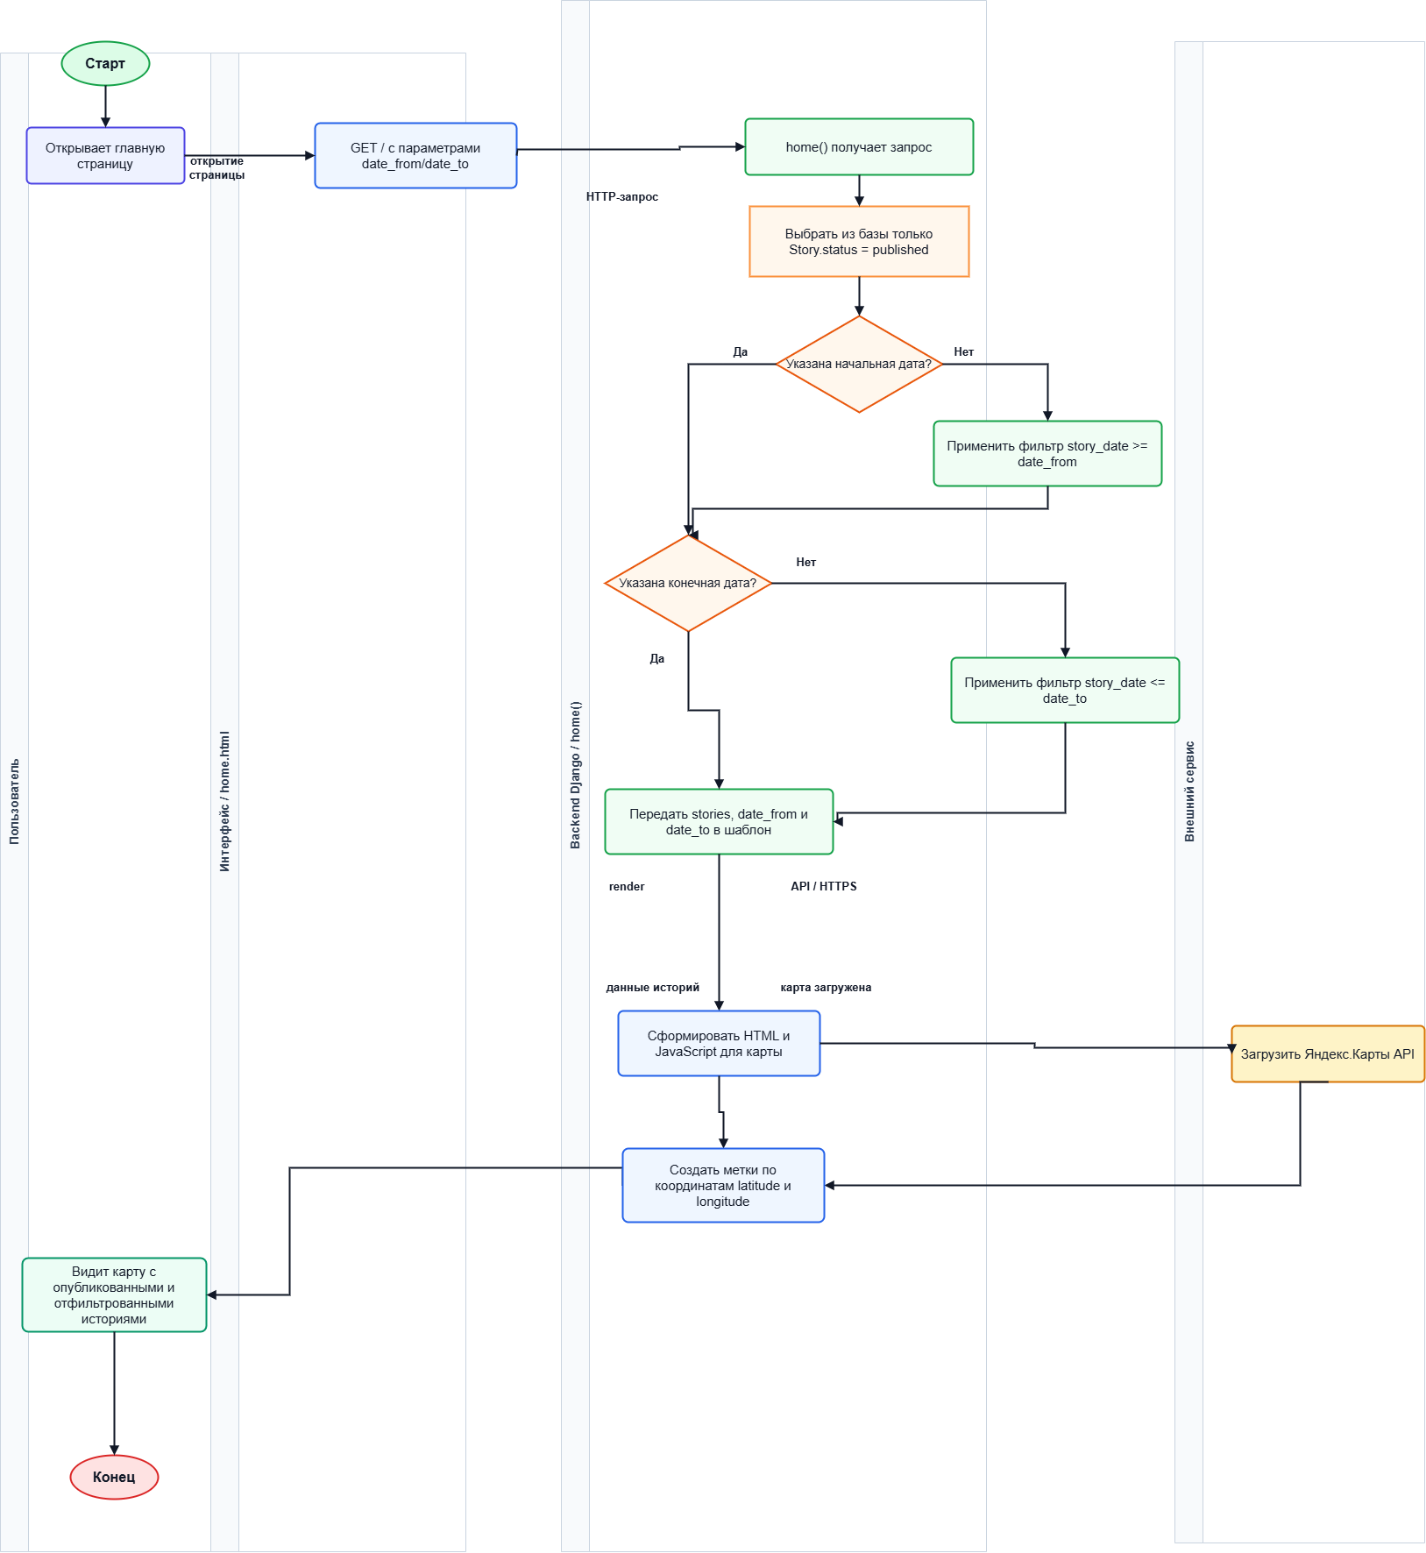 Старт
Открывает главную
страницу
открытие
страницы
GET / с параметрами
date_from/date_to
HTTP-запрос
home() получает запрос
Выбрать из базы только
Story.status = published
Указана начальная дата?
Да
Нет
Применить фильтр story_date >=
date_from
Указана конечная дата?
Нет
Да
Применить фильтр story_date <=
date_to
Пользователь
Интерфейс / home.html
Backend Django / home()
Внешний сервис
Передать stories, date_from и
date_to в шаблон
render
API / HTTPS
данные историй
карта загружена
Сформировать HTML и
JavaScript для карты
Загрузить Яндекс.Карты API
Создать метки по
координатам latitude и
longitude
Видит карту с
опубликованными и
отфильтрованными
историями
Конец